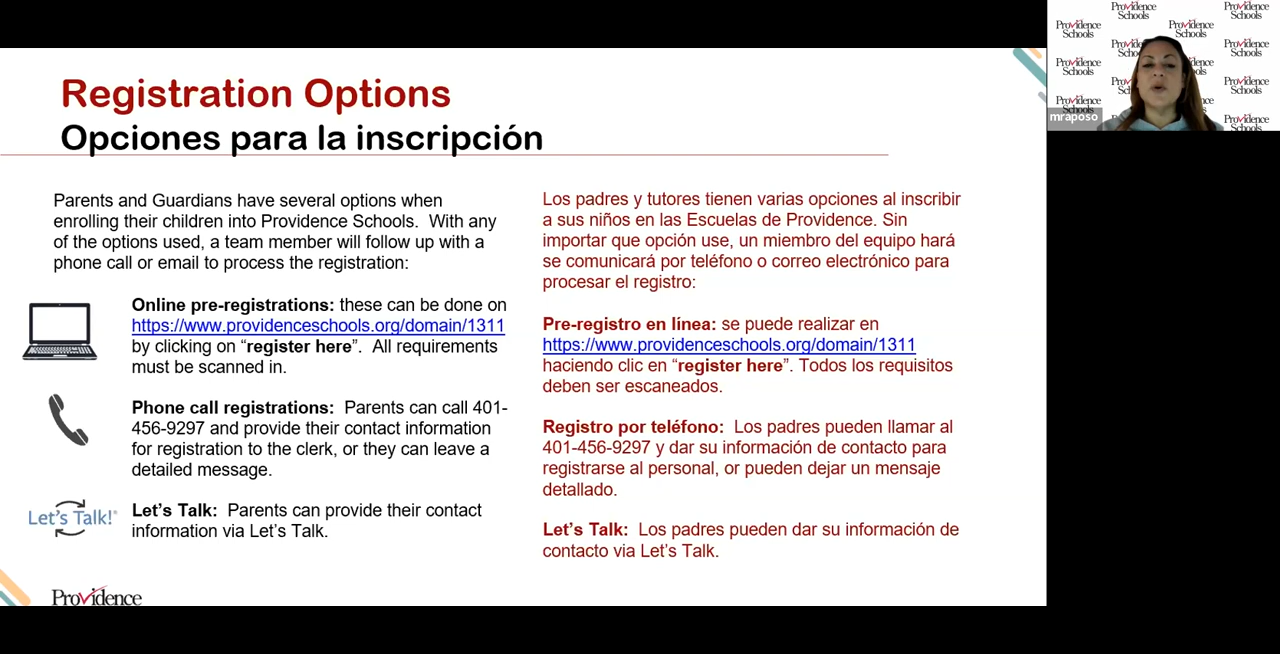 Registration Options
Opciones para la inscripción
Parents and Guardians have several options when
enrolling their children into Providence Schools.  With any
of the options used, a team member will follow up with a
phone call or email to process the registration:
Online pre-registrations: these can be done on
https://www.providenceschools.org/domain/1311
by clicking on “register here”.  All requirements
must be scanned in.
Phone call registrations:  Parents can call 401-
456-9297 and provide their contact information
for registration to the clerk, or they can leave a
detailed message.
Let's Talk!®
Let’s Talk:  Parents can provide their contact
information via Let’s Talk.
Los padres y tutores tienen varias opciones al inscribir
a sus niños en las Escuelas de Providence. Sin
importar que opción use, un miembro del equipo hará
se comunicará por teléfono o correo electrónico para
procesar el registro:
Pre-registro en línea: se puede realizar en
https://www.providenceschools.org/domain/1311
haciendo clic en “register here”. Todos los requisitos
deben ser escaneados.
Registro por teléfono:  Los padres pueden llamar al
401-456-9297 y dar su información de contacto para
registrarse al personal, or pueden dejar un mensaje
detallado.
Let’s Talk:  Los padres pueden dar su información de
contacto via Let’s Talk.
Providence
Providence
Schools
Providence
Schools
Providence
Schools
Providence
Schools
Providence
Schools
Providence
Schools
Providence
Schools
Providence
Schools
Providence
Schools
mraposo